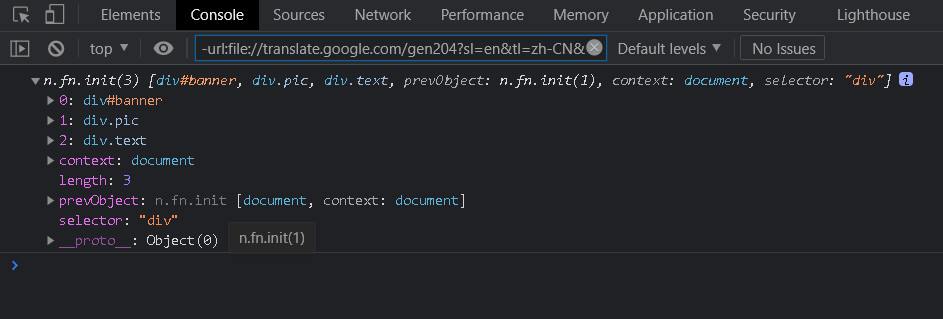 Elements Console Sources Network Performance Memory Application Security Lighthouse
top -url:file://translate.google.com/gen204?sl=en&tl=zh-CN& Default levels No Issues
n.fn.init(3) [div#banner, div.pic, div.text, prevObject: n.fn.init(1), context: document, selector: "div"] i
0: div#banner
1: div.pic
2: div.text
context: document
length: 3
prevObject: n.fn.init [document, context: document]
selector: "div"
__proto__: Object(0)
n.fn.init(1)